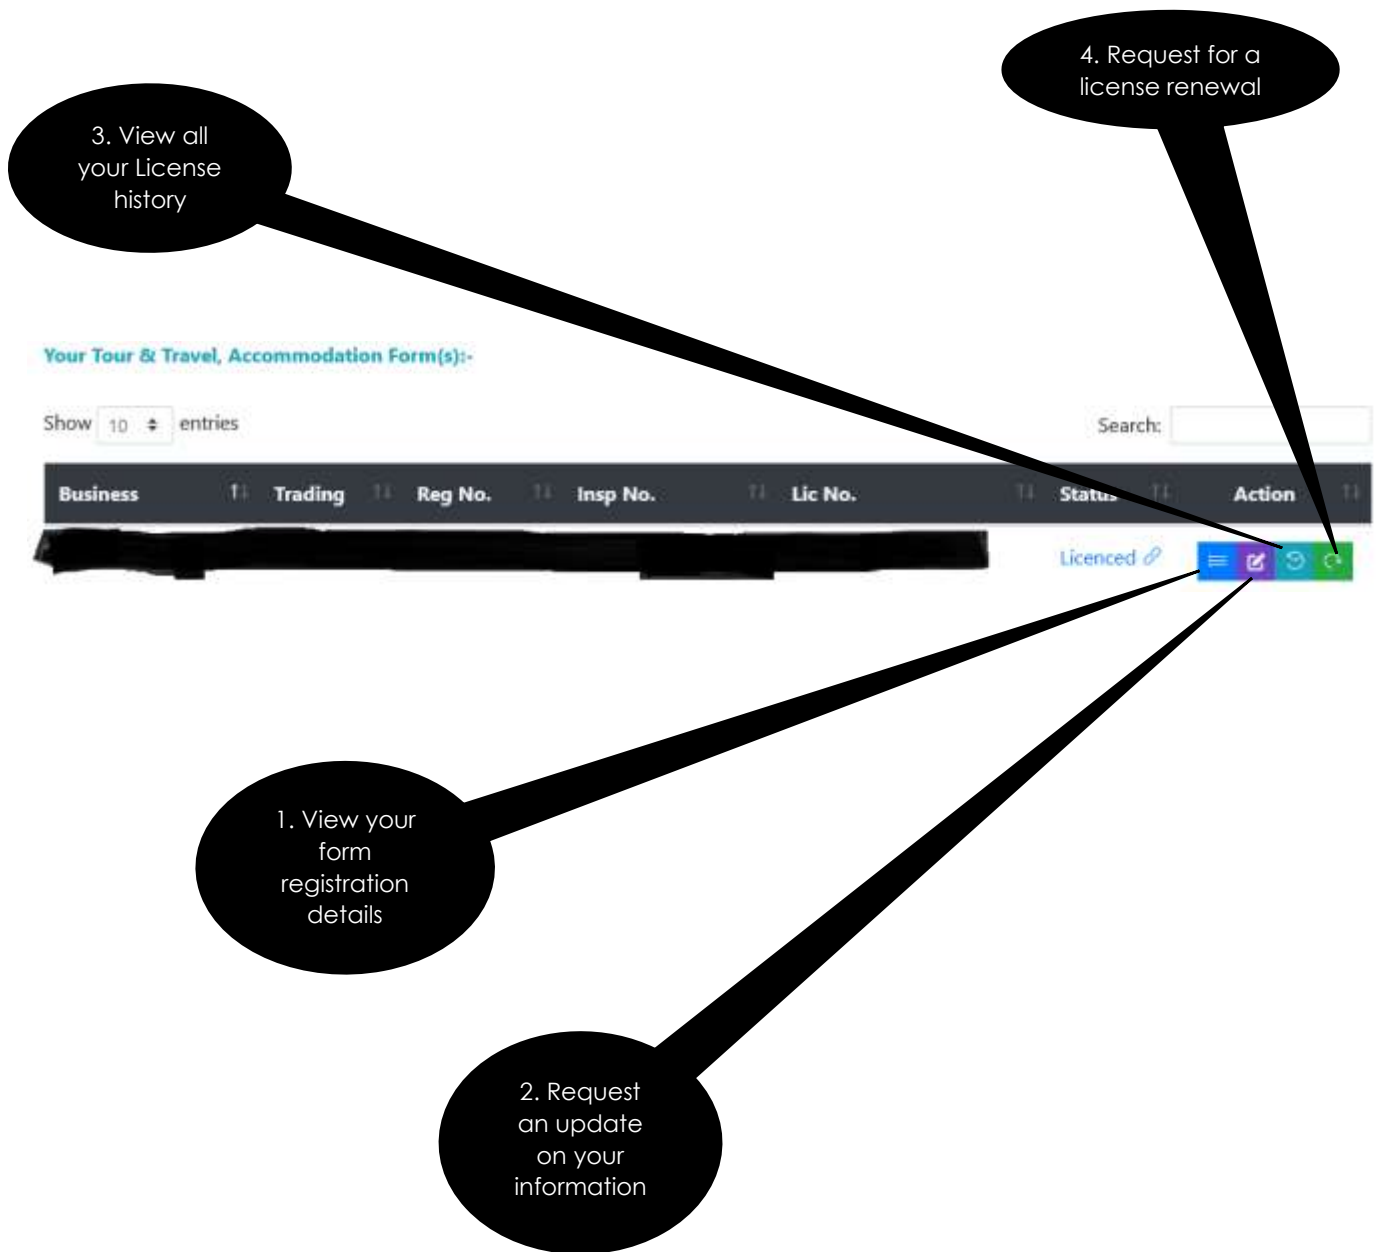 4. Request for a
license renewal
3. View all
your License
history
Your Tour & Travel, Accommodation Form(s):-
Show 10 entries
Search:
Business Trading Reg No. Insp No. Lic No. Status Action
Licenced
1. View your
form
registration
details
2. Request
an update
on your
information